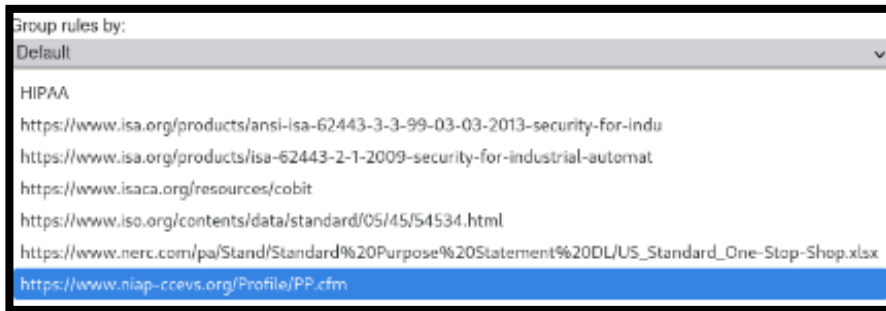 Group rules by:
Default
HIPAA
https://www.isa.org/products/ansi-isa-62443-3-3-99-03-03-2013-security-for-indu
https://www.isa.org/products/isa-62443-2-1-2009-security-for-industrial-automat
https://www.isaca.org/resources/cobit
https://www.iso.org/contents/data/standard/05/45/54534.html
https://www.nerc.com/pa/Stand/Standard%20Purpose%20Statement%20DL/US_Standard_One-Stop-Shop.xlsx
https://www.niap-ccevs.org/Profile/PP.cfm